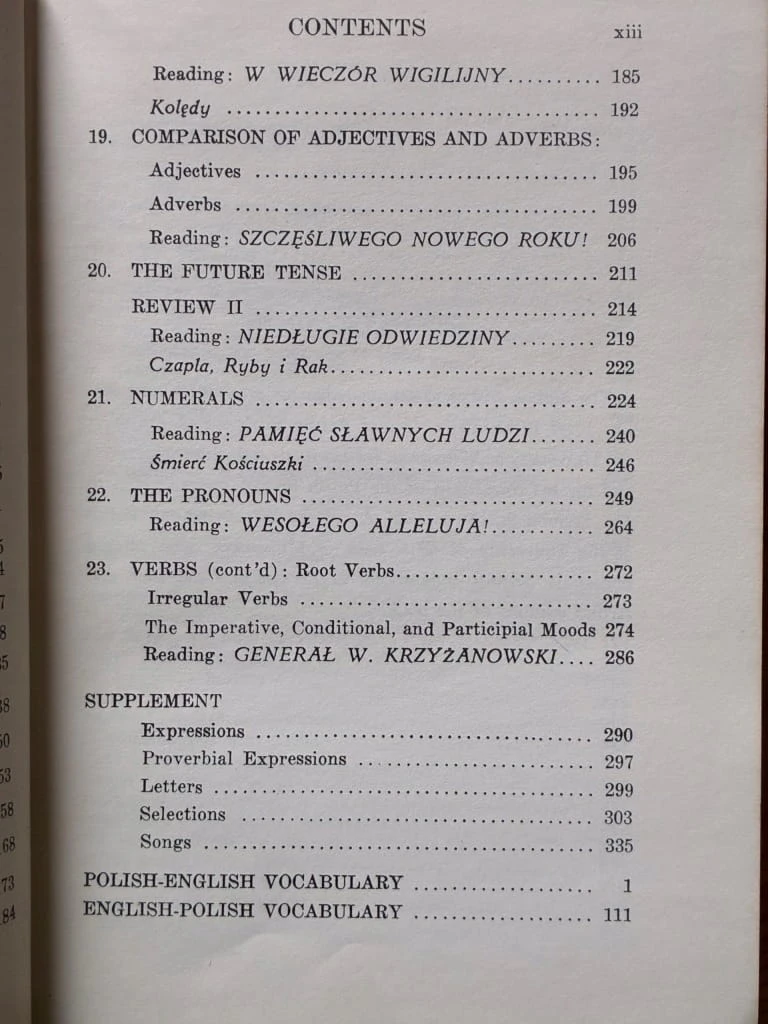 CONTENTS xiii
Reading: W WIECZÓR WIGILIJNY.......... 185
Kolędy ...................................... 192
19. COMPARISON OF ADJECTIVES AND ADVERBS:
Adjectives ................................... 195
Adverbs ..................................... 199
Reading: SZCZĘŚLIWEGO NOWEGO ROKU! 206
20. THE FUTURE TENSE ......................... 211
REVIEW II ................................... 214
Reading: NIEDŁUGIE ODWIEDZINY......... 219
Czapla, Ryby i Rak........................... 222
21. NUMERALS ................................... 224
Reading: PAMIĘĆ SŁAWNYCH LUDZI....... 240
Śmierć Kościuszki ............................. 246
22. THE PRONOUNS .............................. 249
Reading: WESOŁEGO ALLELUJA!........... 264
23. VERBS (cont'd): Root Verbs.................... 272
Irregular Verbs .............................. 273
The Imperative, Conditional, and Participial Moods 274
Reading: GENERAŁ W. KRZYŻANOWSKI.... 286
SUPPLEMENT
Expressions .................................. 290
Proverbial Expressions ........................ 297
Letters ...................................... 299
Selections ................................... 303
Songs ....................................... 335
POLISH-ENGLISH VOCABULARY .................. 1
ENGLISH-POLISH VOCABULARY .................. 111